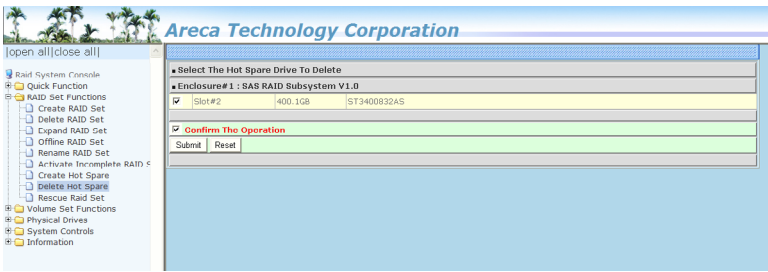 Areca Technology Corporation
|open all|close all|
Raid System Console
Quick Function
RAID Set Functions
Create RAID Set
Delete RAID Set
Expand RAID Set
Offline RAID Set
Rename RAID Set
Activate Incomplete RAID S
Create Hot Spare
Delete Hot Spare
Rescue Raid Set
Volume Set Functions
Physical Drives
System Controls
Information
Select The Hot Spare Drive To Delete
Enclosure#1 : SAS RAID Subsystem V1.0
Slot#2 400.1GB ST3400832AS
Confirm The Operation
Submit Reset